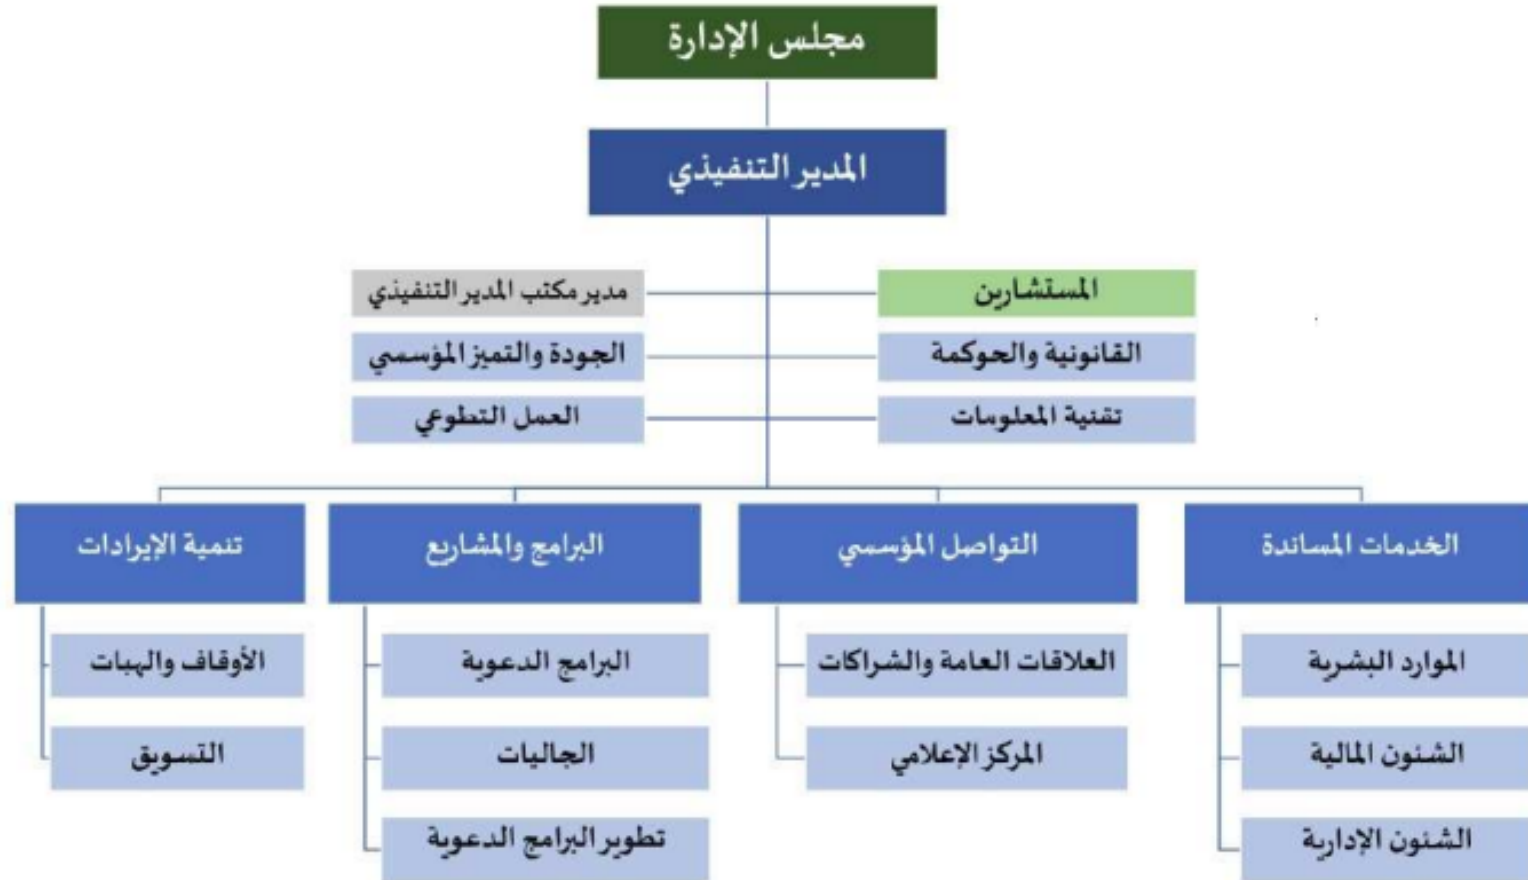 مجلس الإدارة
المدير التنفيذي
المستشارين
مدير مكتب المدير التنفيذي
القانونية والحوكمة
الجودة والتميز المؤسسي
تقنية المعلومات
العمل التطوعي
الخدمات المساندة
التواصل المؤسسي
البرامج والمشاريع
تنمية الإيرادات
الموارد البشرية
العلاقات العامة والشراكات
البرامج الدعوية
الأوقاف والهبات
الشئون المالية
المركز الإعلامي
الجاليات
التسويق
الشئون الإدارية
تطوير البرامج الدعوية